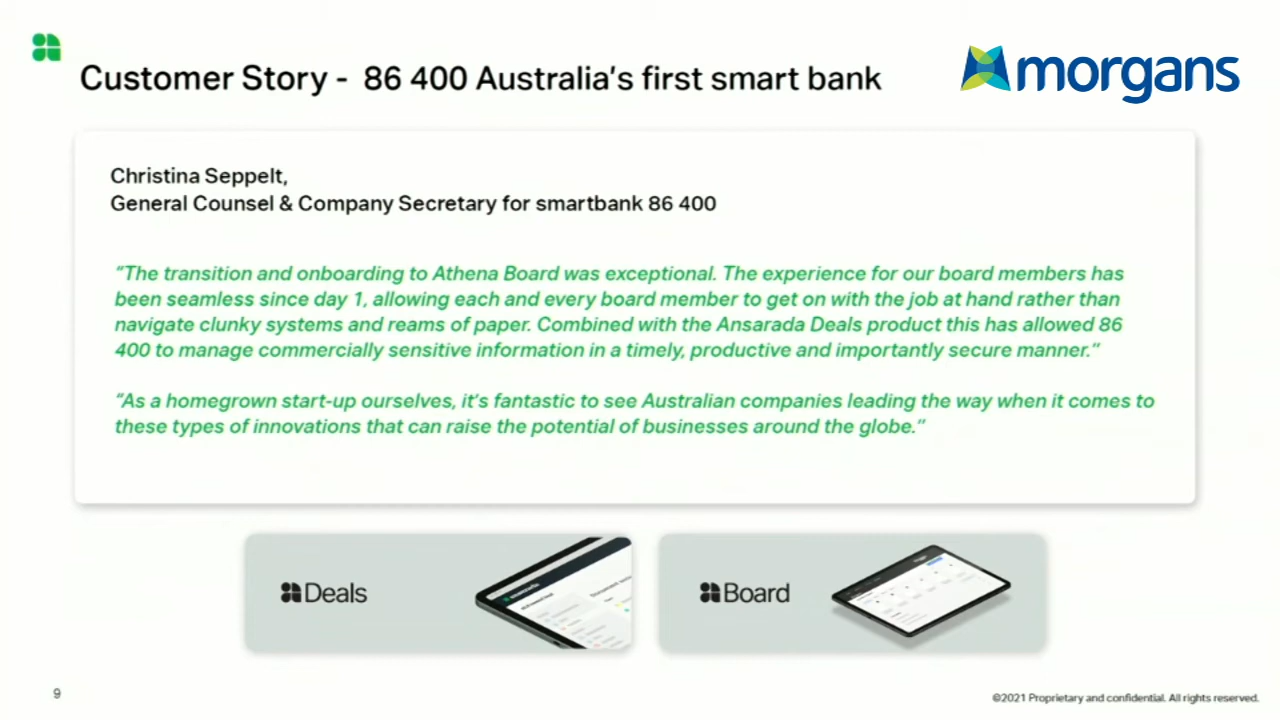 Customer Story - 86 400 Australia's first smart bank
morgans
Christina Seppelt,
General Counsel & Company Secretary for smartbank 86 400
“The transition and onboarding to Athena Board was exceptional. The experience for our board members has
been seamless since day 1, allowing each and every board member to get on with the job at hand rather than
navigate clunky systems and reams of paper. Combined with the Ansarada Deals product this has allowed 86
400 to manage commercially sensitive information in a timely, productive and importantly secure manner.”
“As a homegrown start-up ourselves, it's fantastic to see Australian companies leading the way when it comes to
these types of innovations that can raise the potential of businesses around the globe.”
Deals
Board
9
©2021 Proprietary and confidential. All rights reserved.